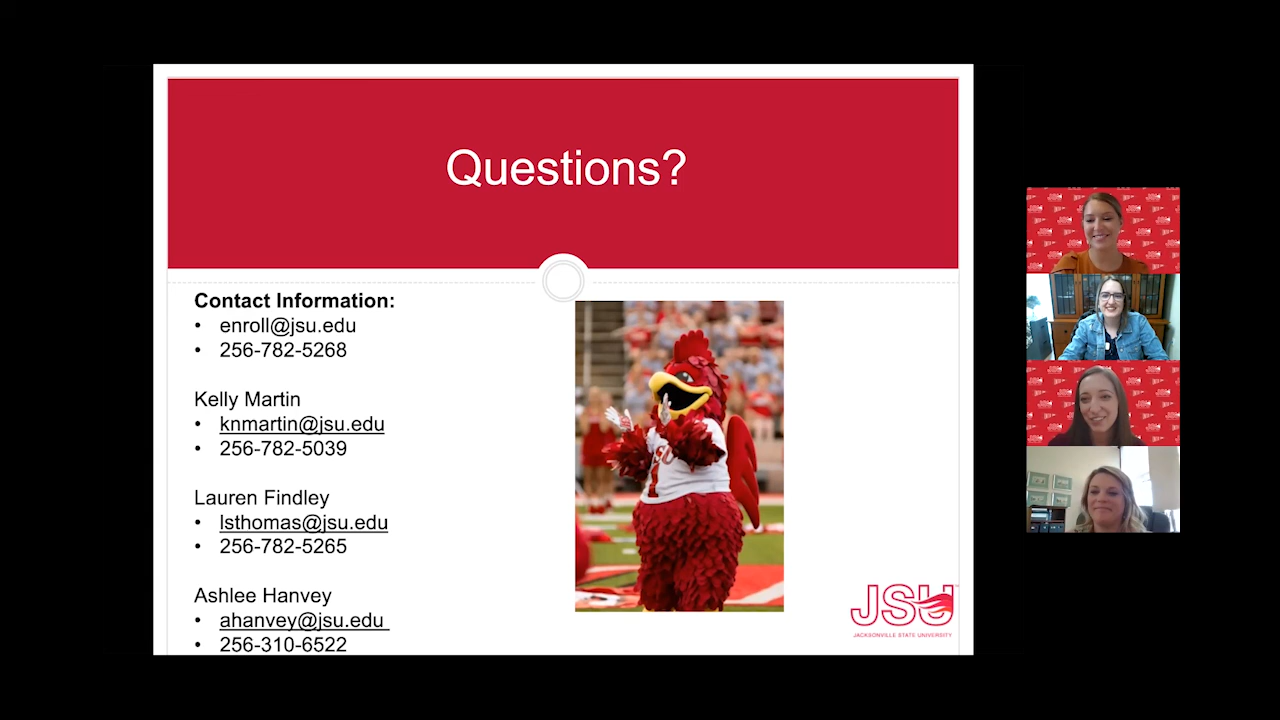 Questions?
Contact Information:
• enroll@jsu.edu
• 256-782-5268
Kelly Martin
• knmartin@jsu.edu
• 256-782-5039
Lauren Findley
• lsthomas@jsu.edu
• 256-782-5265
Ashlee Hanvey
• ahanvey@jsu.edu
• 256-310-6522
JSU
JACKSONVILLE STATE UNIVERSITY